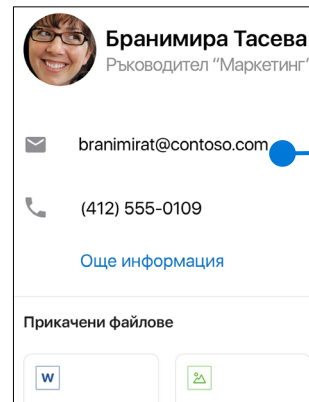 Бранимира Тасева
Ръководител "Маркетинг"
branimirat@contoso.com
(412) 555-0109
Още информация
Прикачени файлове
W